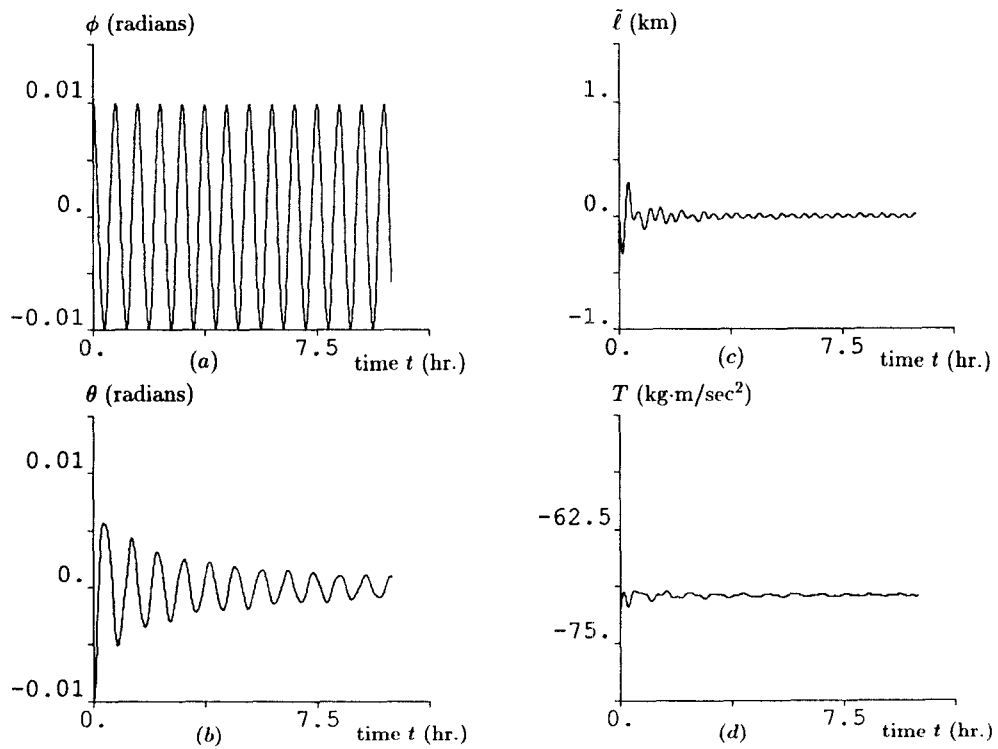 ϕ (radians)
0.01
0.
-0.01
0.
7.5
(a)
time t (hr.)
ℓ̃ (km)
1.
0.
-1.
0.
7.5
(c)
time t (hr.)
θ (radians)
0.01
0.
-0.01
0.
7.5
(b)
time t (hr.)
T (kg·m/sec²)
-62.5
-75.
0.
7.5
(d)
time t (hr.)